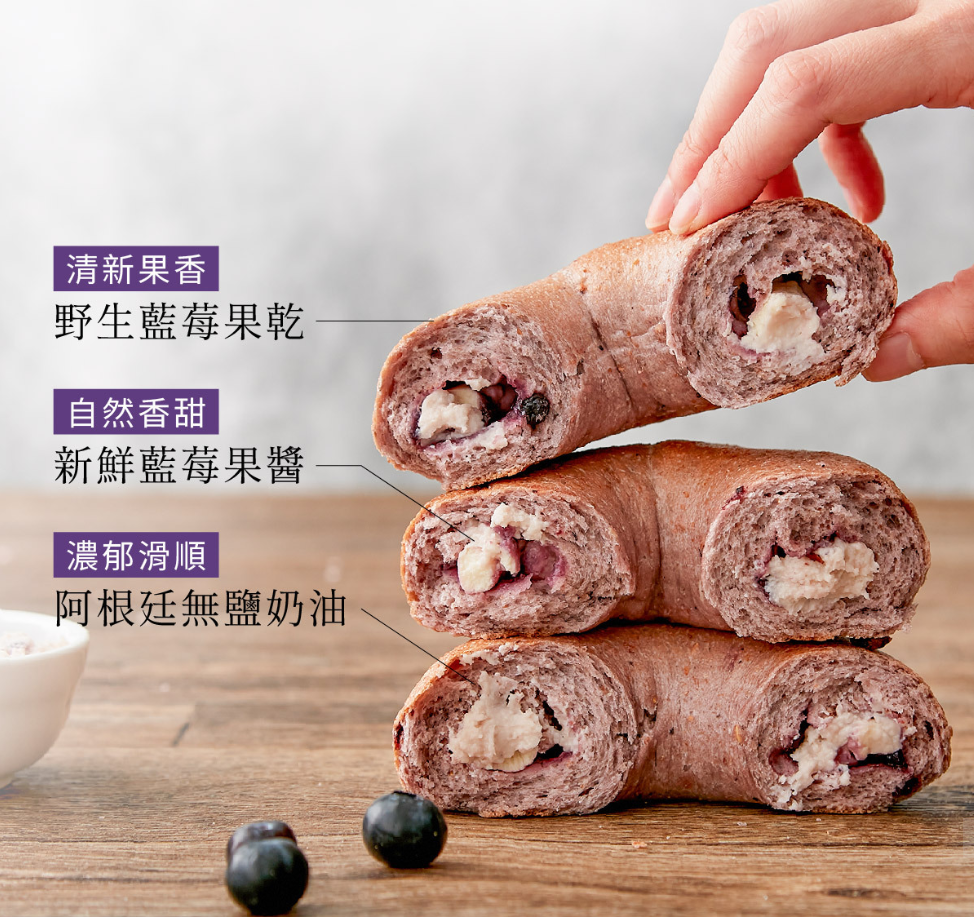 清新果香
野生藍莓果乾
自然香甜
新鮮藍莓果醬
濃郁滑順
阿根廷無鹽奶油